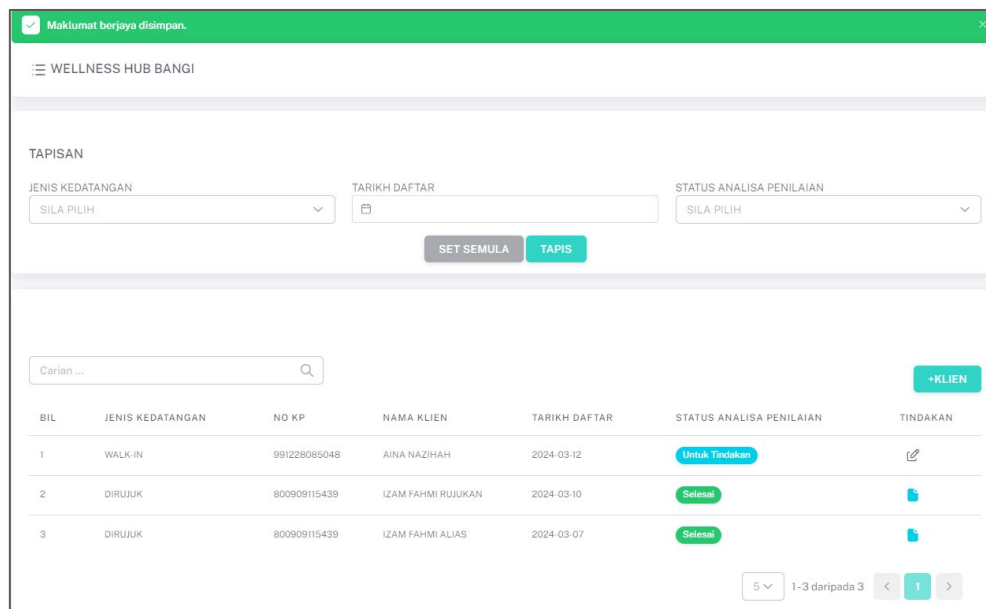 Maklumat berjaya disimpan.
WELLNESS HUB BANGI
TAPISAN
JENIS KEDATANGAN TARIKH DAFTAR STATUS ANALISA PENILAIAN
SILA PILIH SILA PILIH
SET SEMULA TAPIS
Carian ...
+KLIEN
BIL JENIS KEDATANGAN NO KP NAMA KLIEN TARIKH DAFTAR STATUS ANALISA PENILAIAN TINDAKAN
1 WALK-IN 991228085048 AINA NAZIHAH 2024-03-12 Untuk Tindakan
2 DIRUJUK 800909115439 IZAM FAHMI RUJUKAN 2024-03-10 Selesai
3 DIRUJUK 800909115439 IZAM FAHMI ALIAS 2024-03-07 Selesai
5 1-3 daripada 3 < 1 >